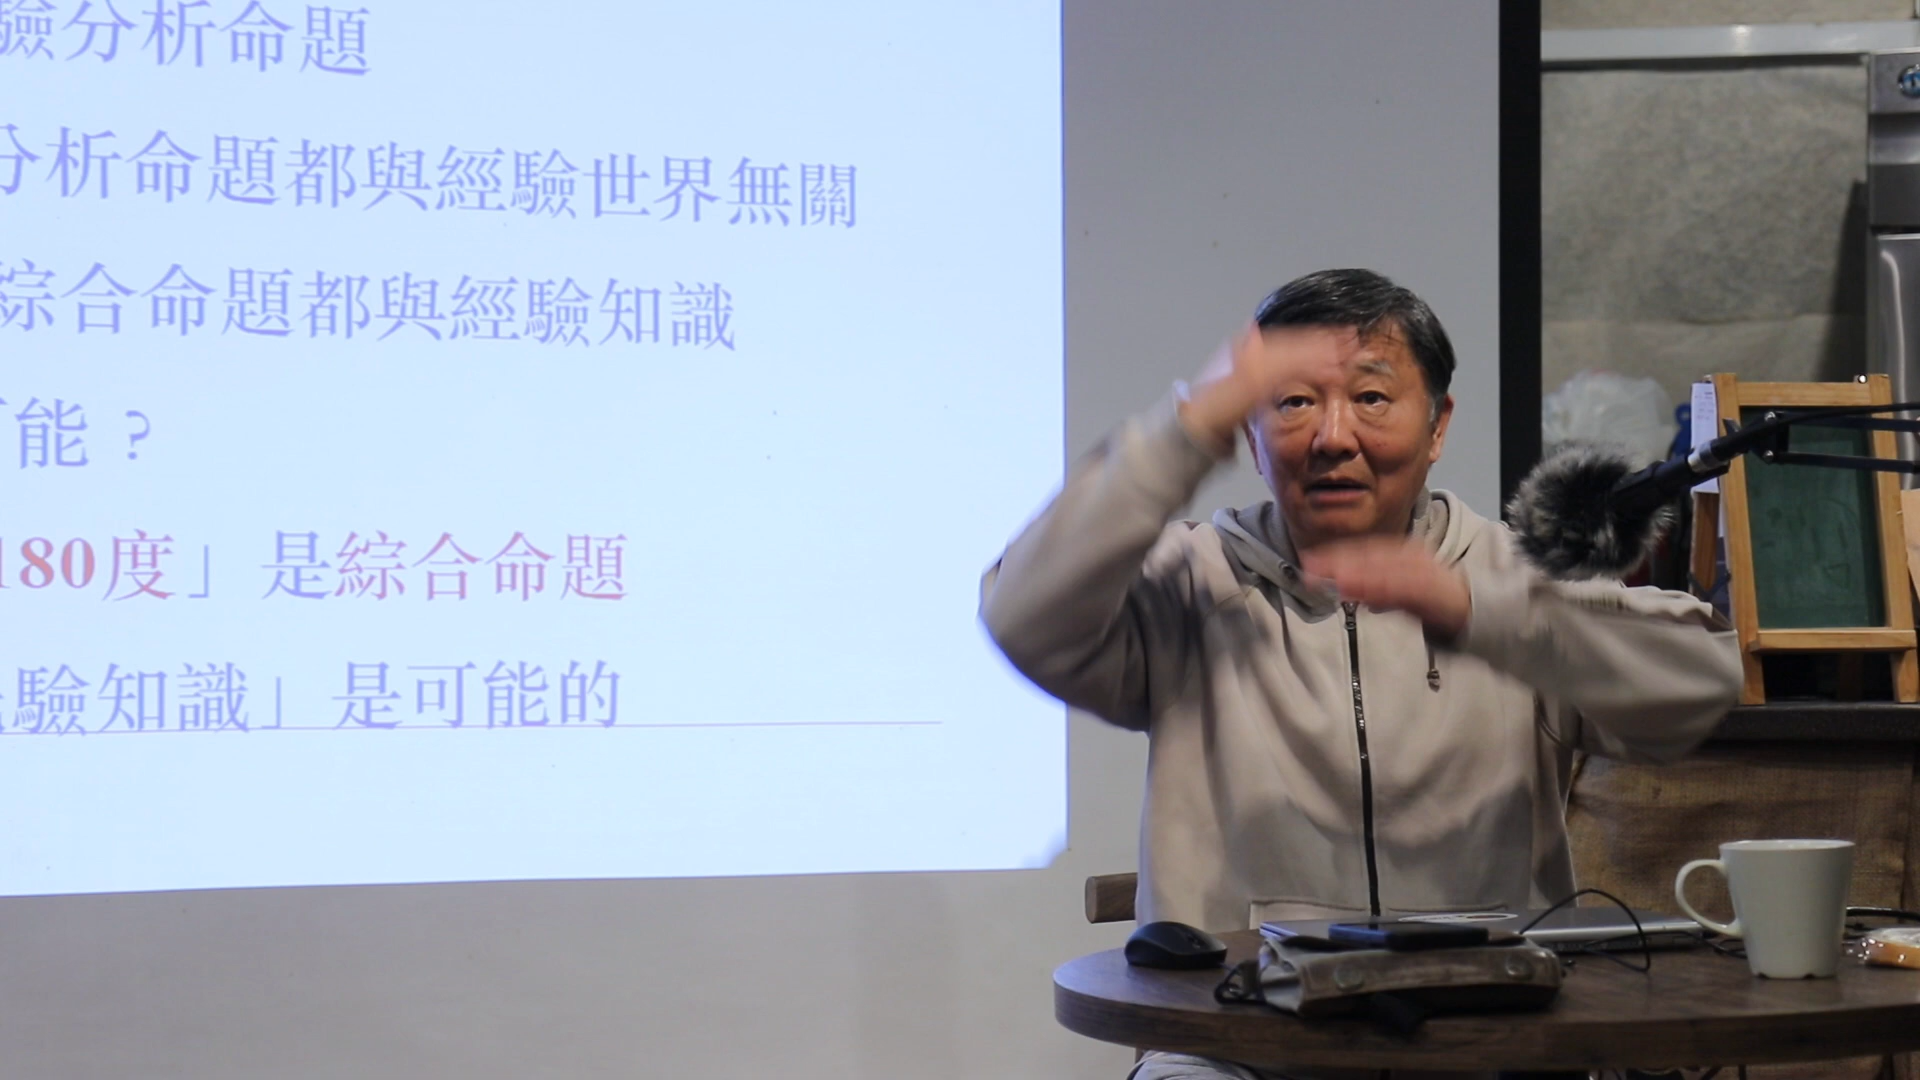 驗分析命題
分析命題都與經驗世界無關
綜合命題都與經驗知識
能？
180度」是綜合命題
驗知識」是可能的